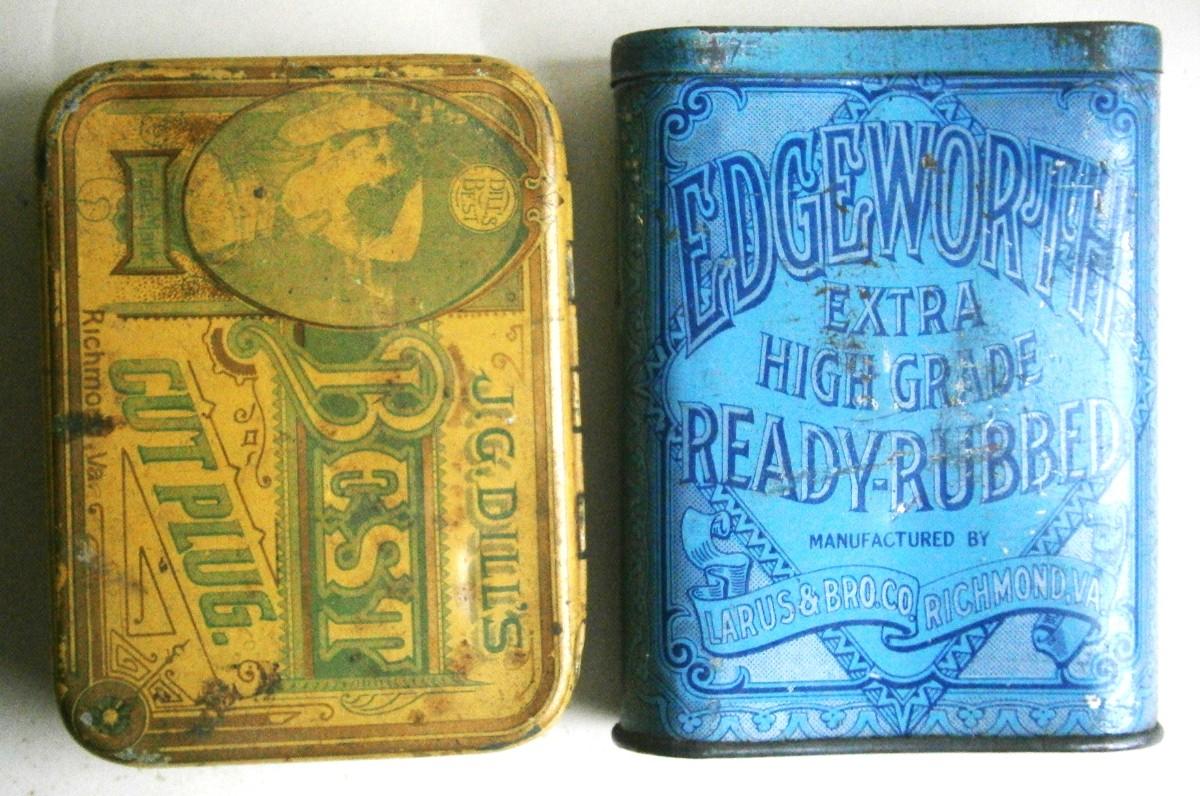 J.G. DILL'S
BEST
CUT PLUG.
Richmond, Va.
DILL'S
BEST
EDGEWORTH
EXTRA
HIGH GRADE
READY-RUBBED
MANUFACTURED BY
LARUS & BRO. CO. RICHMOND, VA.